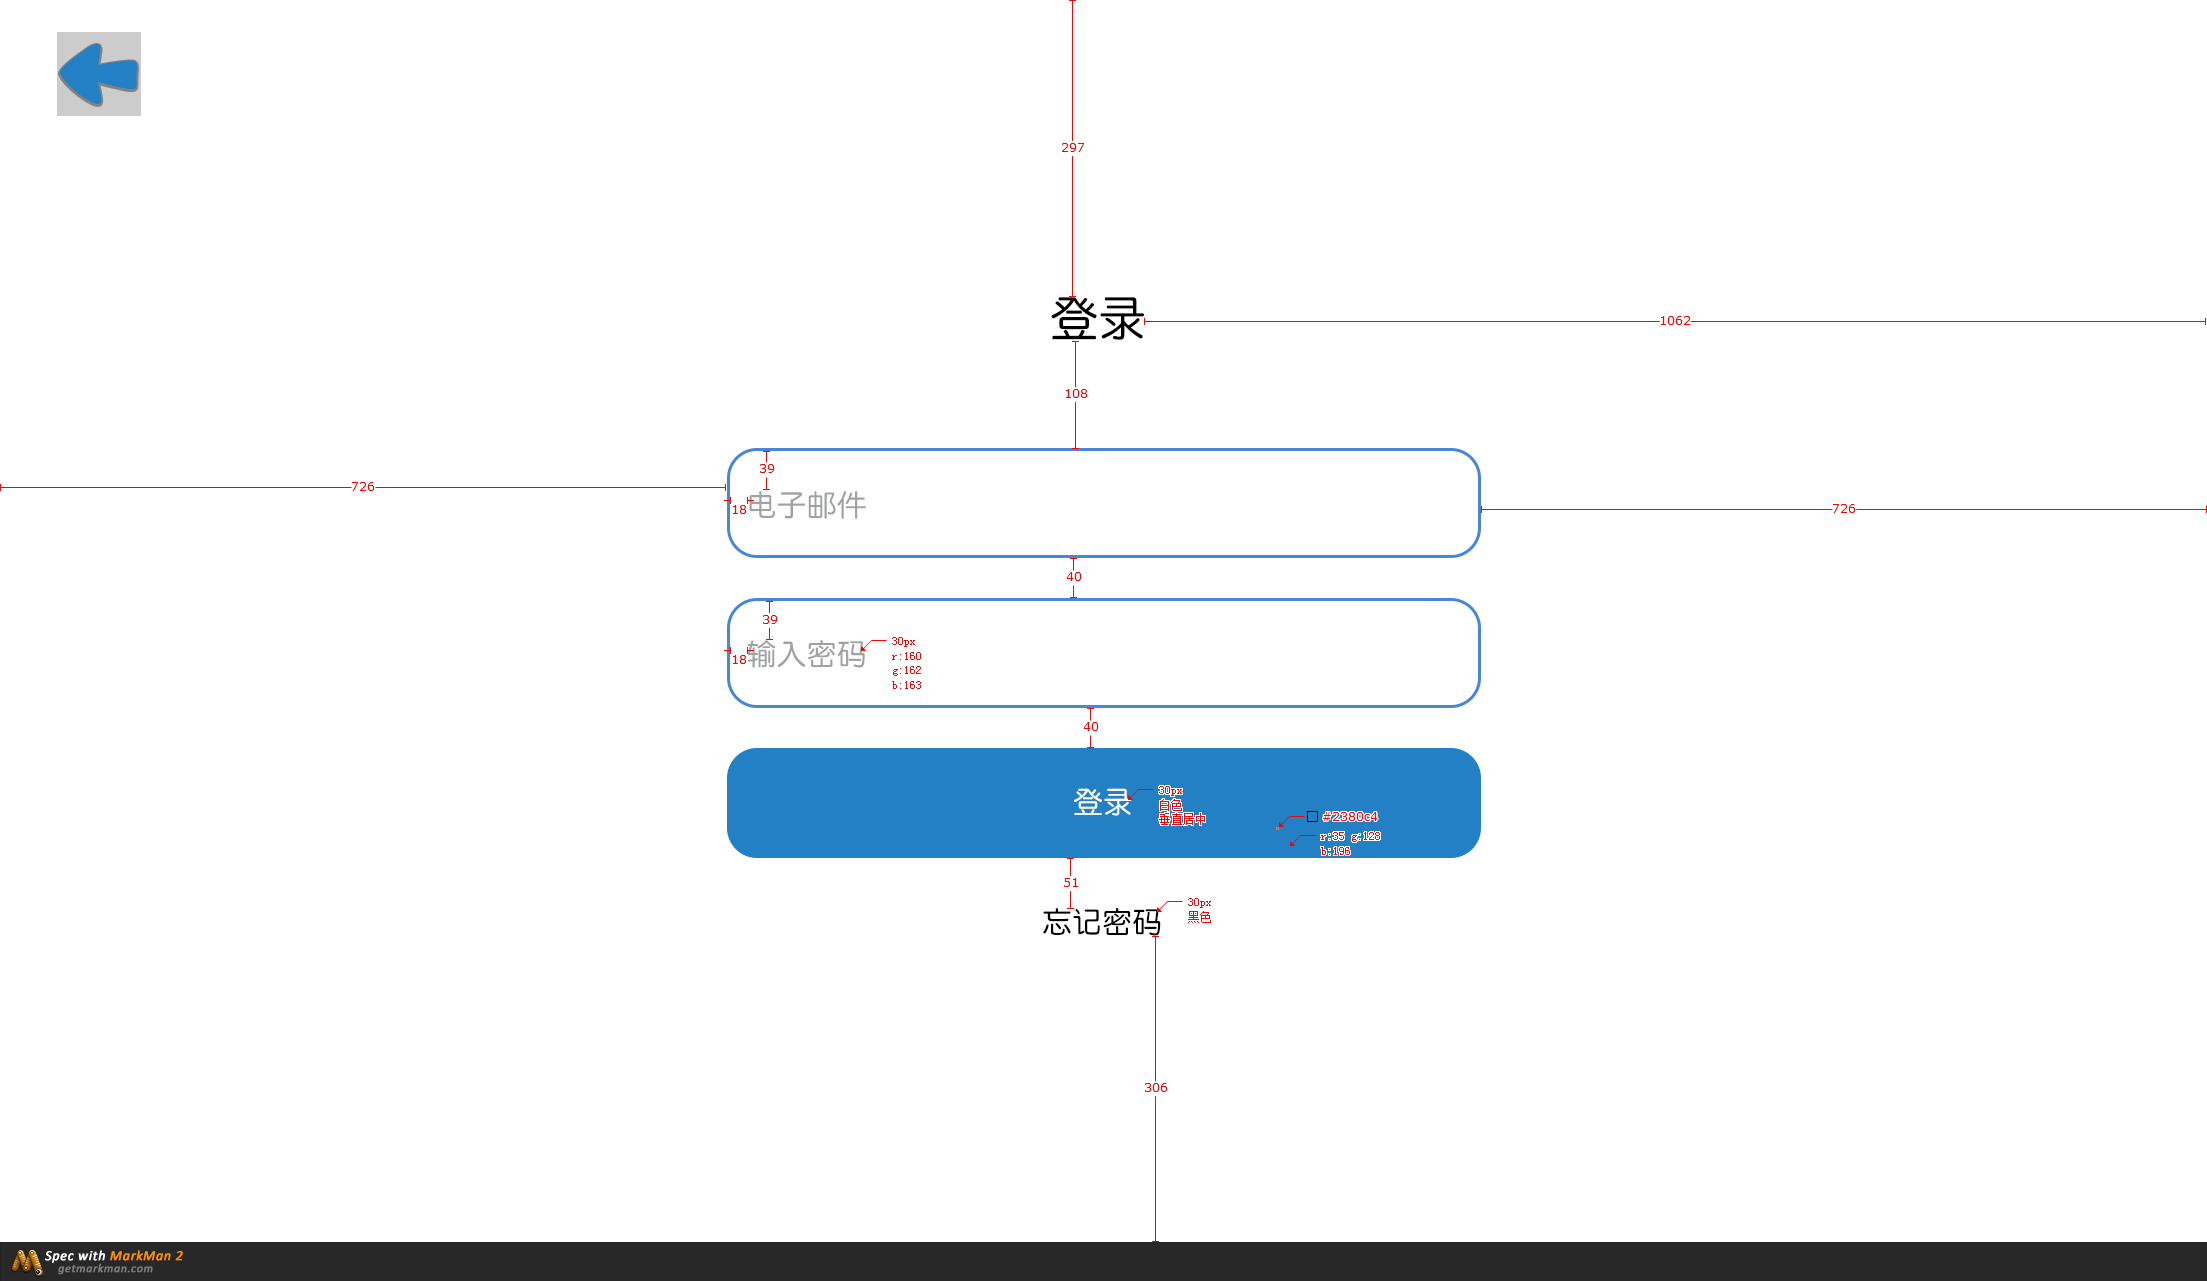 297
登录
1062
108
39
726
18
电子邮件
726
40
39
18
输入密码
30px
r:160
g:162
b:163
40
登录
30px
白色
垂直居中
#2380c4
r:35 g:128
b:196
51
忘记密码
30px
黑色
306
Spec with MarkMan 2
getmarkman.com